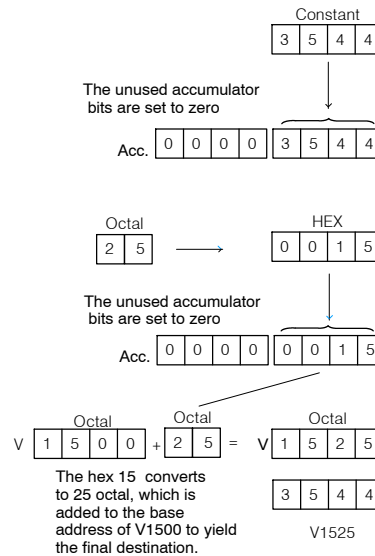 Constant
3 5 4 4
The unused accumulator
bits are set to zero
Acc. 0 0 0 0 3 5 4 4
Octal HEX
2 5 0 0 1 5
The unused accumulator
bits are set to zero
Acc. 0 0 0 0 0 0 1 5
Octal Octal Octal
V 1 5 0 0 + 2 5 = V 1 5 2 5
The hex 15 converts
to 25 octal, which is
added to the base
address of V1500 to yield
the final destination.
3 5 4 4
V1525